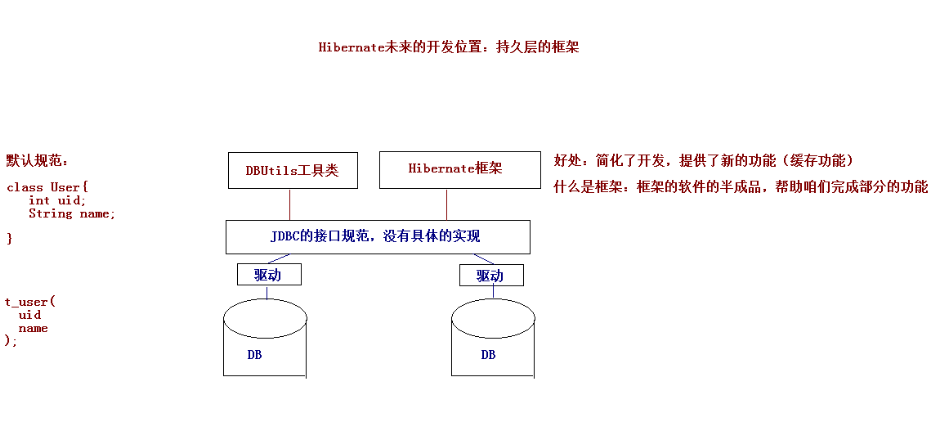 Hibernate未来的开发位置：持久层的框架
默认规范：
class User{
int uid;
String name;
}
t_user(
uid
name
);
DBUtils工具类
Hibernate框架
JDBC的接口规范，没有具体的实现
驱动
驱动
DB
DB
好处：简化了开发，提供了新的功能（缓存功能）
什么是框架：框架的软件的半成品，帮助咱们完成部分的功能